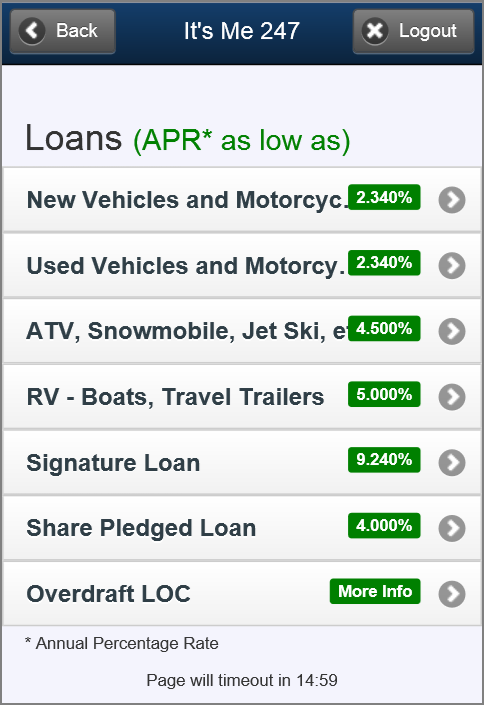 Back
It's Me 247
Logout
Loans (APR* as low as)
New Vehicles and Motorcyc. 2.340%
Used Vehicles and Motorcy. 2.340%
ATV, Snowmobile, Jet Ski, et 4.500%
RV - Boats, Travel Trailers 5.000%
Signature Loan 9.240%
Share Pledged Loan 4.000%
Overdraft LOC More Info
* Annual Percentage Rate
Page will timeout in 14:59